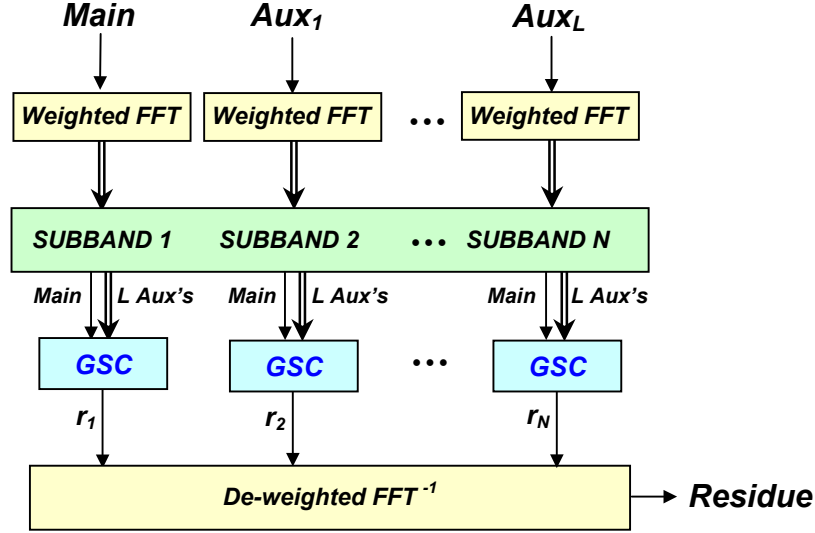 Main Aux1 AuxL
Weighted FFT Weighted FFT ... Weighted FFT
SUBBAND 1 SUBBAND 2 ... SUBBAND N
Main L Aux's Main L Aux's Main L Aux's
GSC GSC ... GSC
r1 r2 rN
De-weighted FFT-1
Residue